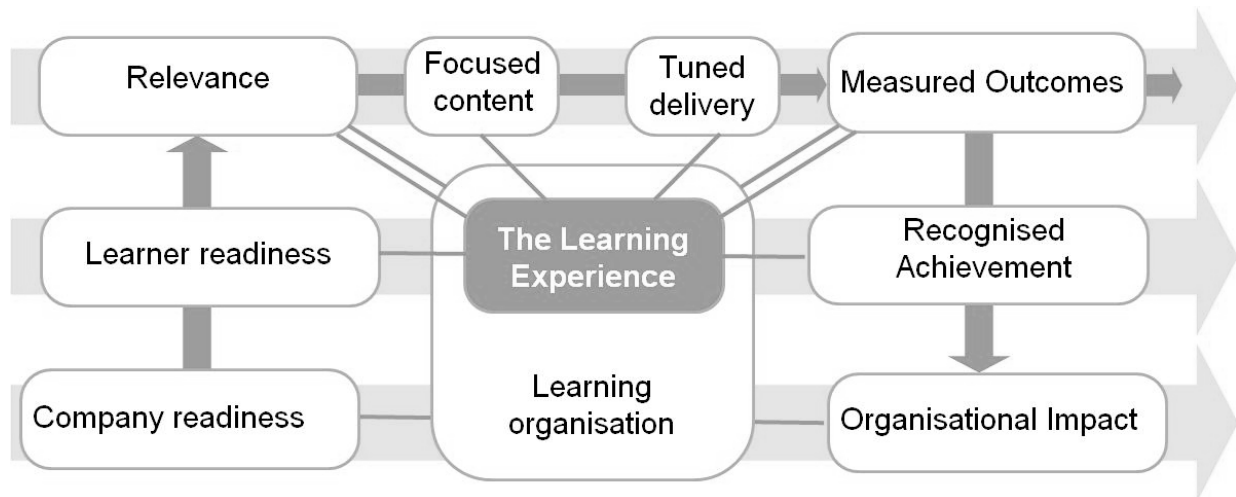 Relevance
Focused
content
Tuned
delivery
Measured Outcomes
Learner readiness
The Learning
Experience
Recognised
Achievement
Company readiness
Learning
organisation
Organisational Impact